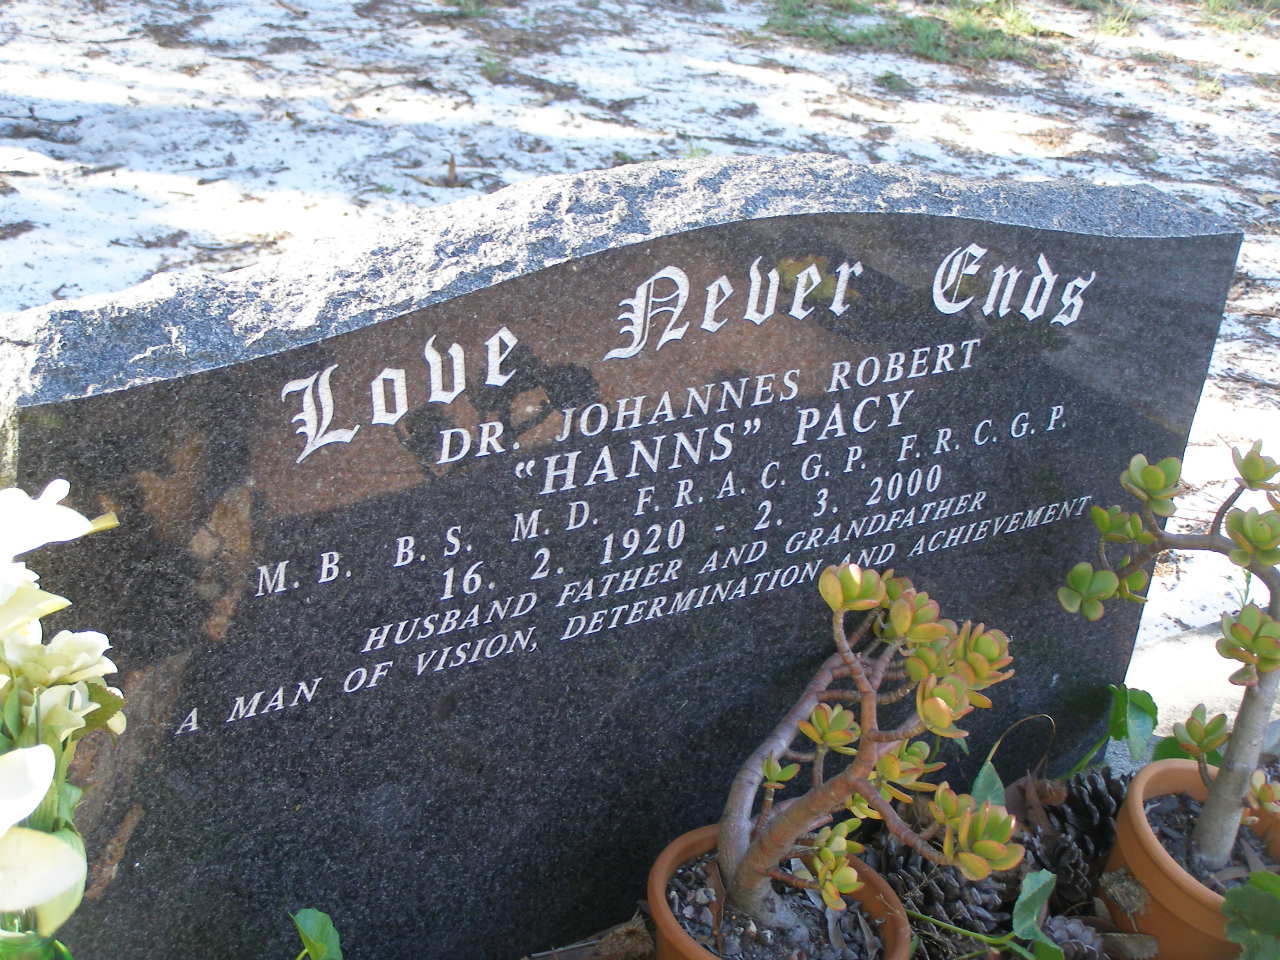 Love Never Ends
DR. JOHANNES ROBERT
“HANNS” PACY
M. B. B. S. M. D. F. R. A. C. G. P. F. R. C. G. P.
16. 2. 1920 - 2. 3. 2000
HUSBAND FATHER AND GRANDFATHER
A MAN OF VISION, DETERMINATION AND ACHIEVEMENT